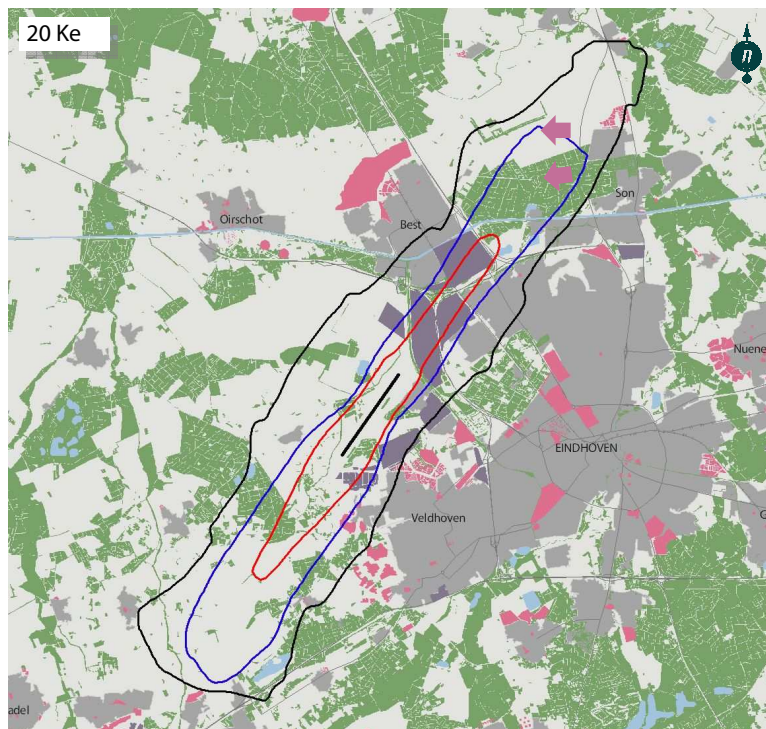 20 Ke
n
Oirschot
Best
Son
Nuene
EINDHOVEN
G
Veldhoven
adel